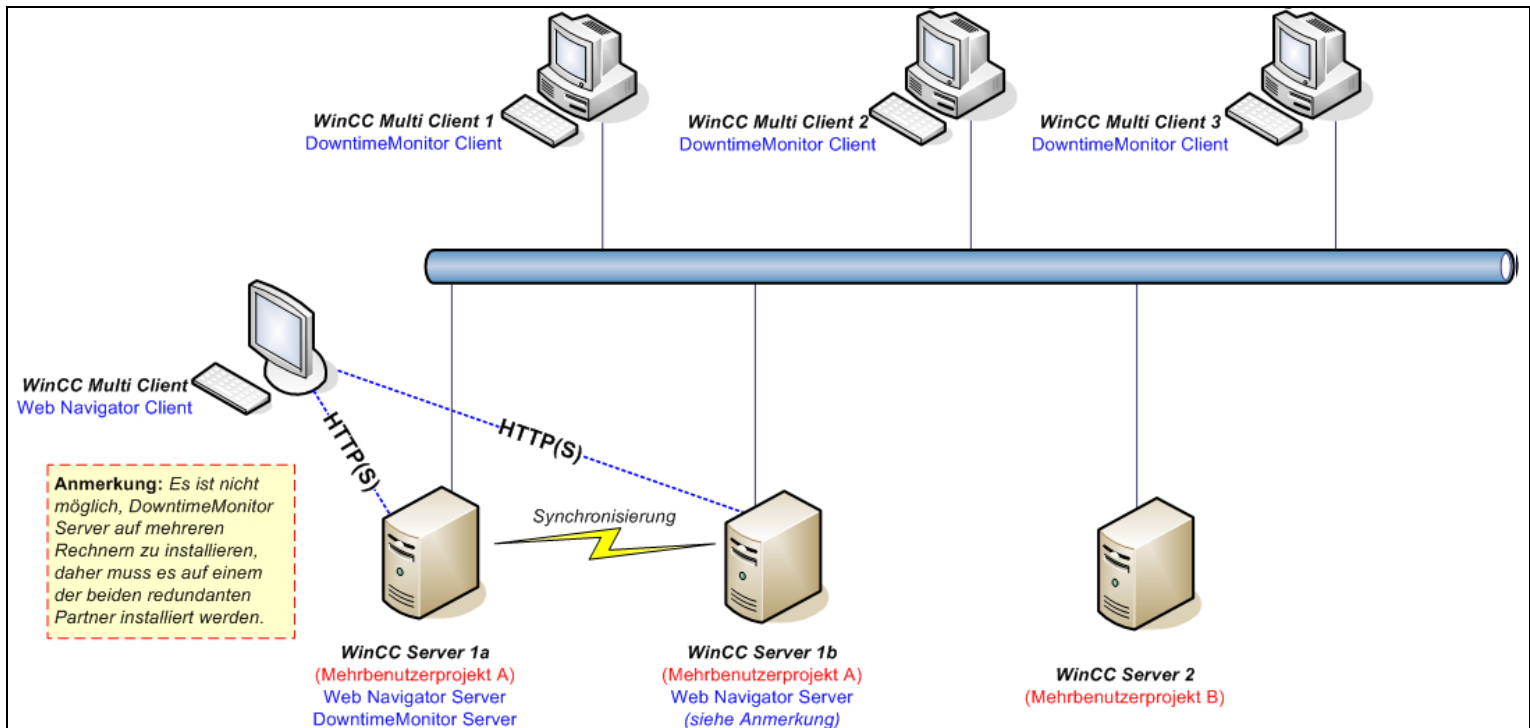 WinCC Multi Client 1
DowntimeMonitor Client
WinCC Multi Client 2
DowntimeMonitor Client
WinCC Multi Client 3
DowntimeMonitor Client
WinCC Multi Client
Web Navigator Client
HTTP(S)
HTTP(S)
Anmerkung: Es ist nicht
möglich, DowntimeMonitor
Server auf mehreren
Rechnern zu installieren,
daher muss es auf einem
der beiden redundanten
Partner installiert werden.
Synchronisierung
WinCC Server 1a
(Mehrbenutzerprojekt A)
Web Navigator Server
DowntimeMonitor Server
WinCC Server 1b
(Mehrbenutzerprojekt A)
Web Navigator Server
(siehe Anmerkung)
WinCC Server 2
(Mehrbenutzerprojekt B)